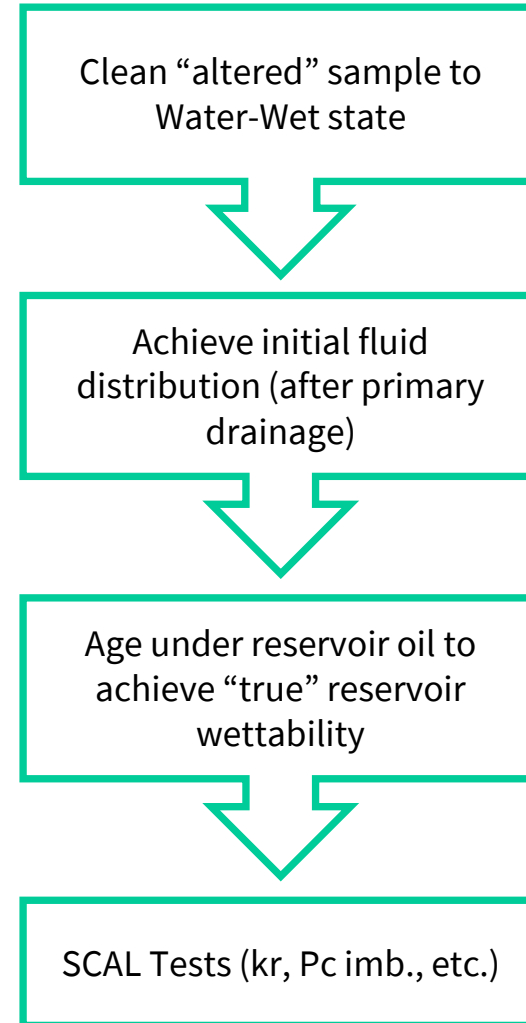 Clean “altered” sample to
Water-Wet state
Achieve initial fluid
distribution (after primary
drainage)
Age under reservoir oil to
achieve “true” reservoir
wettability
SCAL Tests (kr, Pc imb., etc.)